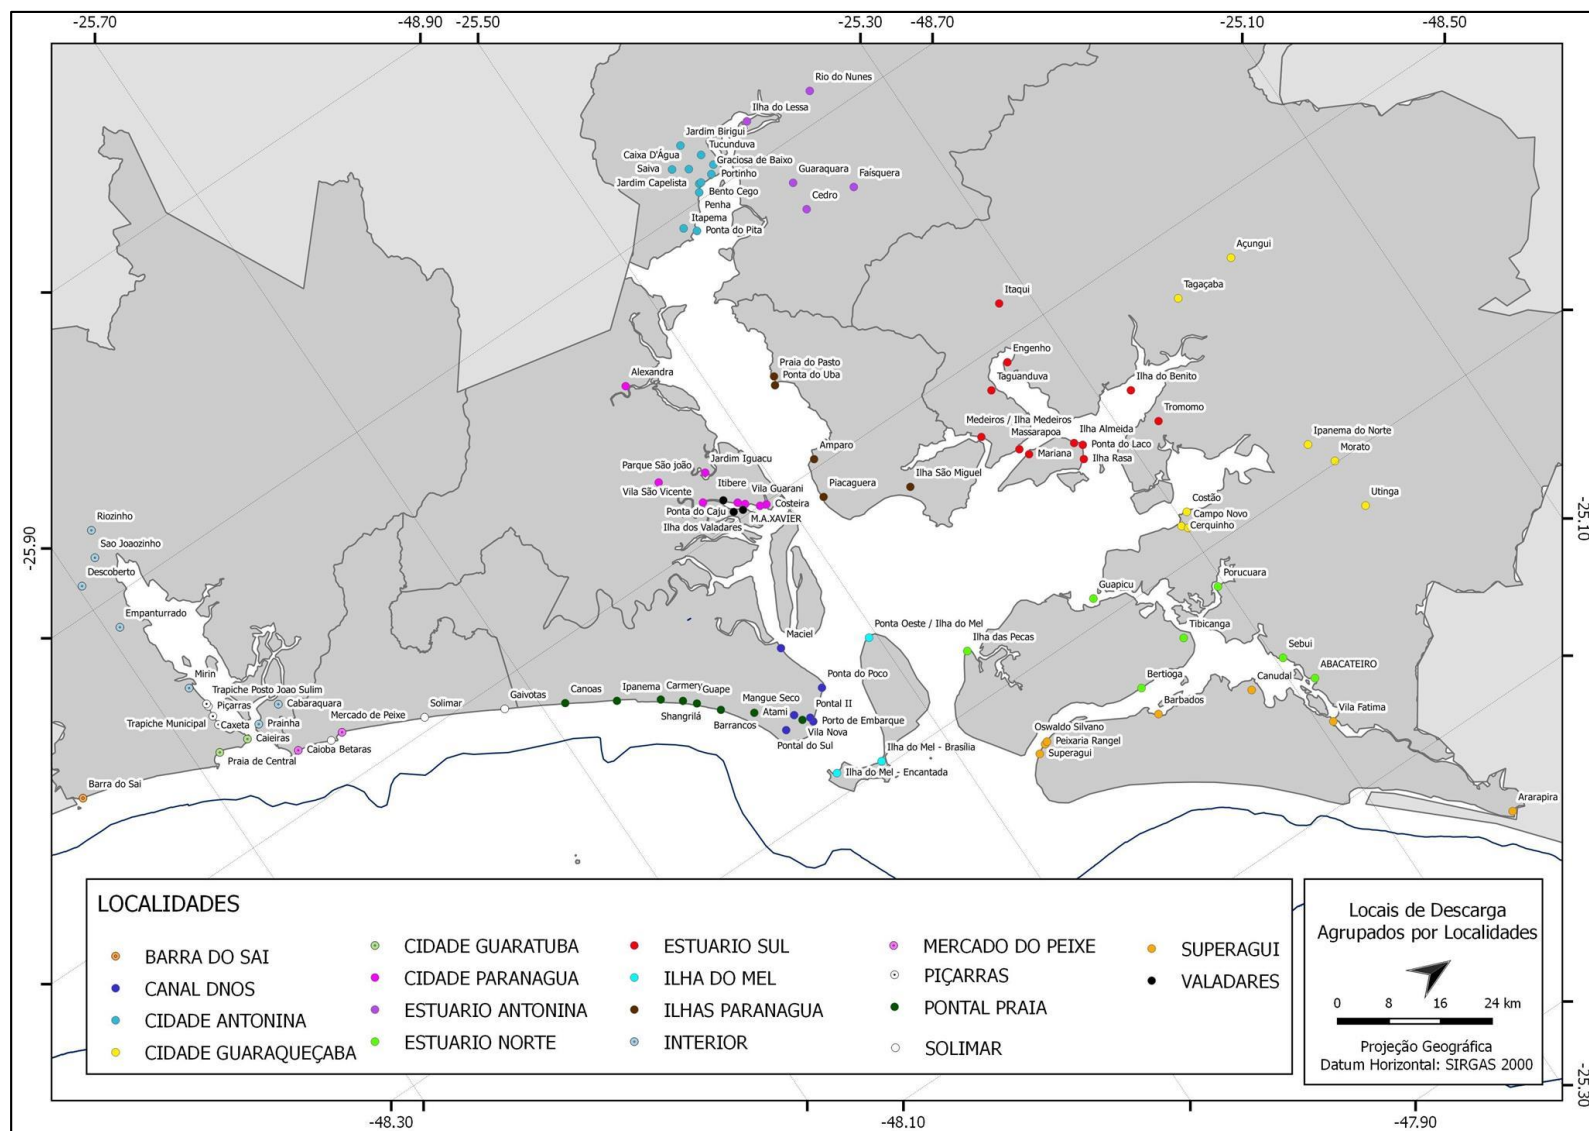 -25.70
-48.90
-25.50
-25.30
-48.70
-25.10
-48.50
Rio do Nunes
Ilha do Lessa
Jardim Birigui
Tucunduva
Caixa D'Água
Graciosa de Baixo
Saiva
Portinho
Guaraquara
Faísquera
Jardim Capelista
Bento Cego
Cedro
Penha
Itapema
Ponta do Pita
Açungui
Tagaçaba
Itaqui
Engenho
Praia do Pasto
Ponta do Uba
Alexandra
Taguanduva
Ilha do Benito
Tromomo
Medeiros / Ilha Medeiros
Massarapoa
Ilha Almeida
Ipanema do Norte
Amparo
Ponta do Laco
Morato
Mariana
Ilha Rasa
Jardim Iguacu
Parque São joão
Ilha São Miguel
Itibere
Vila Guarani
Piacaguera
Vila São Vicente
Costeira
Utinga
Costão
Ponta do Caju
M.A.XAVIER
Campo Novo
Ilha dos Valadares
Cerquinho
Riozinho
-25.90
-25.10
Sao Joaozinho
Descoberto
Porucuara
Guapicu
Empanturrado
Ponta Oeste / Ilha do Mel
Tibicanga
Maciel
Ilha das Pecas
Sebui
ABACATEIRO
Mirin
Ponta do Poco
Bertioga
Canudal
Trapiche Posto Joao Sulim
Piçarras
Cabaraquara
Solimar
Gaivotas
Canoas
Ipanema
Carmery
Guape
Mangue Seco
Pontal II
Barbados
Mercado de Peixe
Shangrilá
Atami
Vila Fatima
Trapiche Municipal
Caxeta
Prainha
Barrancos
Porto de Embarque
Oswaldo Silvano
Vila Nova
Caieiras
Caioba Betaras
Pontal do Sul
Ilha do Mel - Brasília
Peixaria Rangel
Praia de Central
Superagui
Barra do Sai
Ilha do Mel - Encantada
Ararapira
LOCALIDADES
BARRA DO SAI
CANAL DNOS
CIDADE ANTONINA
CIDADE GUARAQUEÇABA
CIDADE GUARATUBA
CIDADE PARANAGUA
ESTUARIO ANTONINA
ESTUARIO NORTE
ESTUARIO SUL
ILHA DO MEL
ILHAS PARANAGUA
INTERIOR
MERCADO DO PEIXE
PIÇARRAS
PONTAL PRAIA
SOLIMAR
SUPERAGUI
VALADARES
Locais de Descarga
Agrupados por Localidades
0 8 16 24 km
Projeção Geográfica
Datum Horizontal: SIRGAS 2000
-25.30
-48.30
-48.10
-47.90